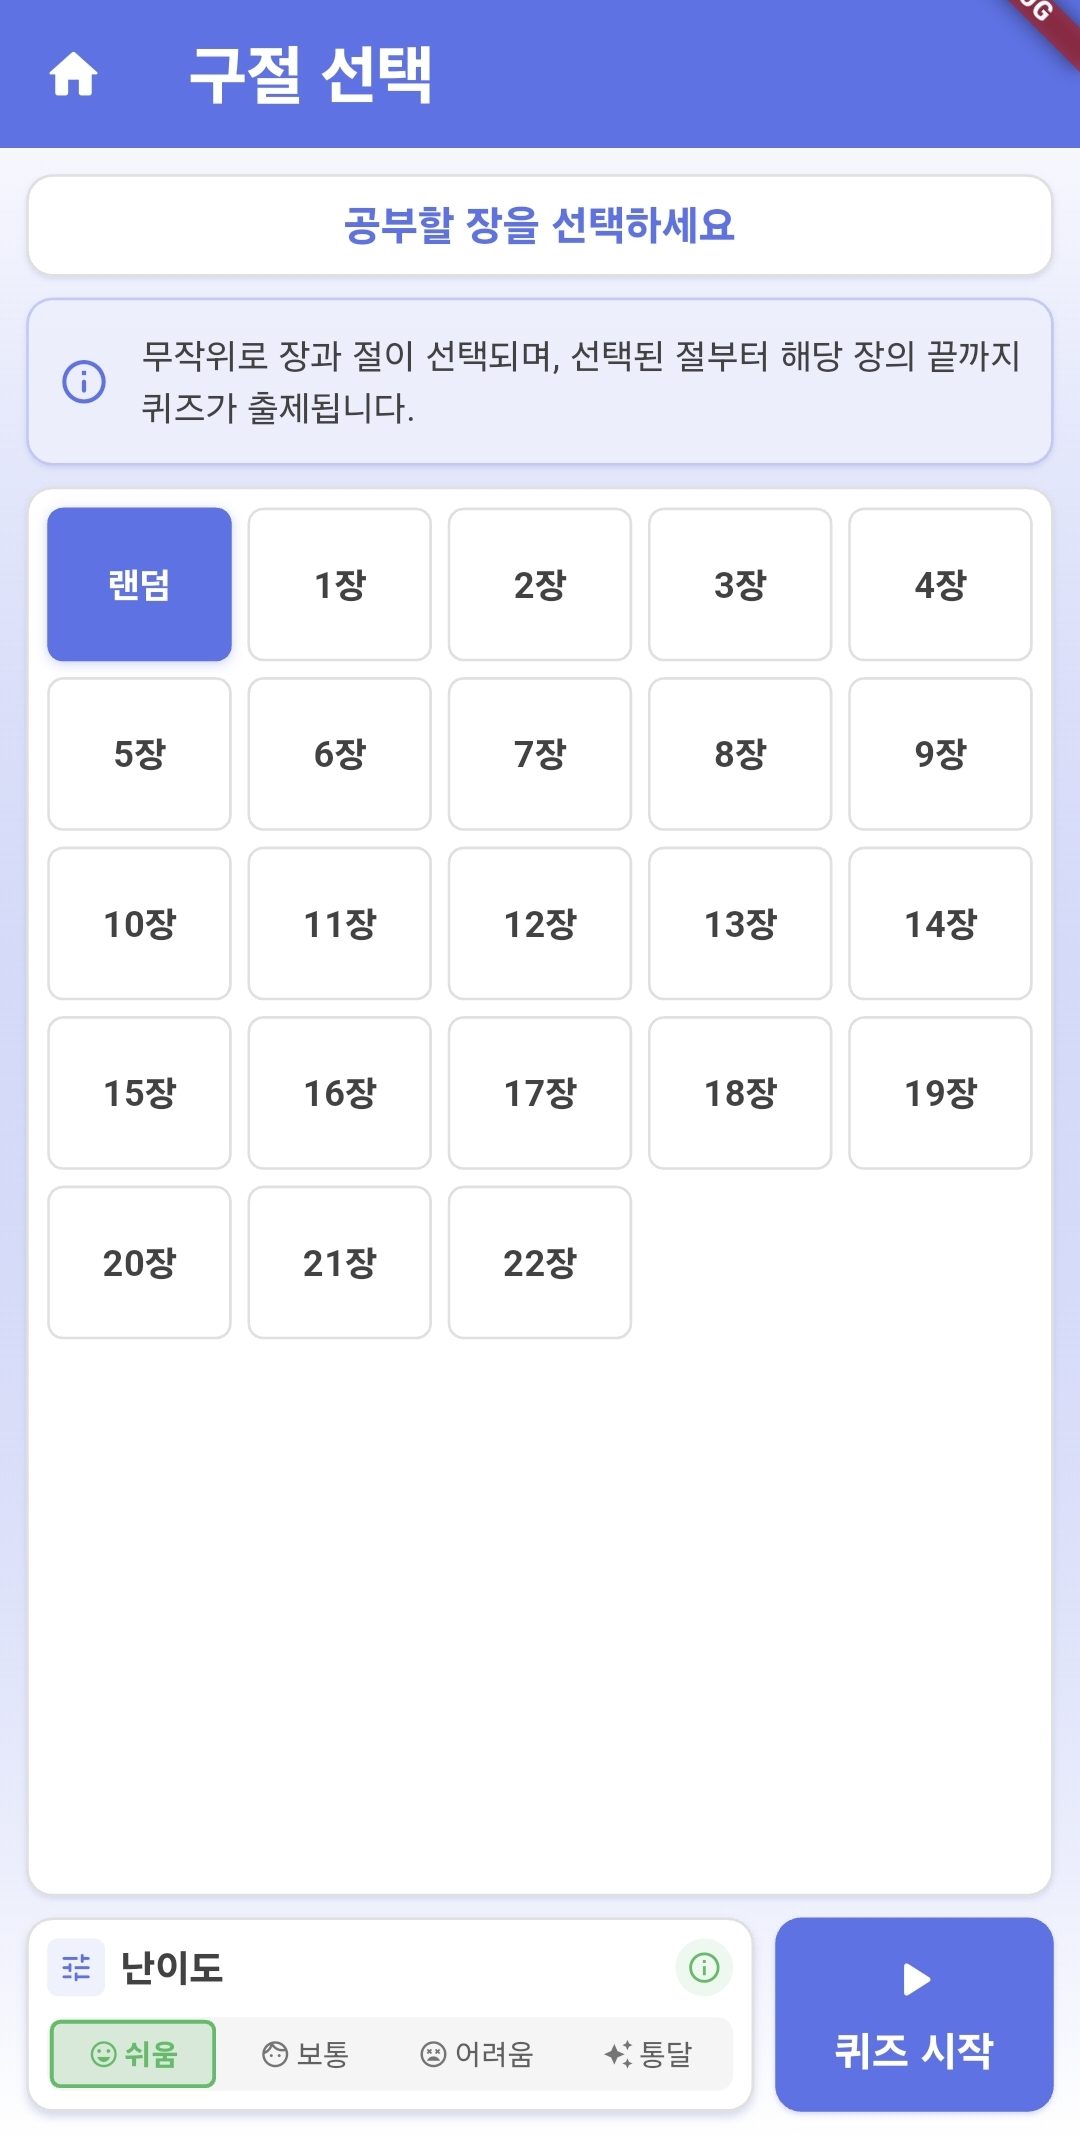 구절 선택
공부할 장을 선택하세요
무작위로 장과 절이 선택되며, 선택된 절부터 해당 장의 끝까지
퀴즈가 출제됩니다.
랜덤 1장 2장 3장 4장
5장 6장 7장 8장 9장
10장 11장 12장 13장 14장
15장 16장 17장 18장 19장
20장 21장 22장
난이도
쉬움 보통 어려움 통달
퀴즈 시작